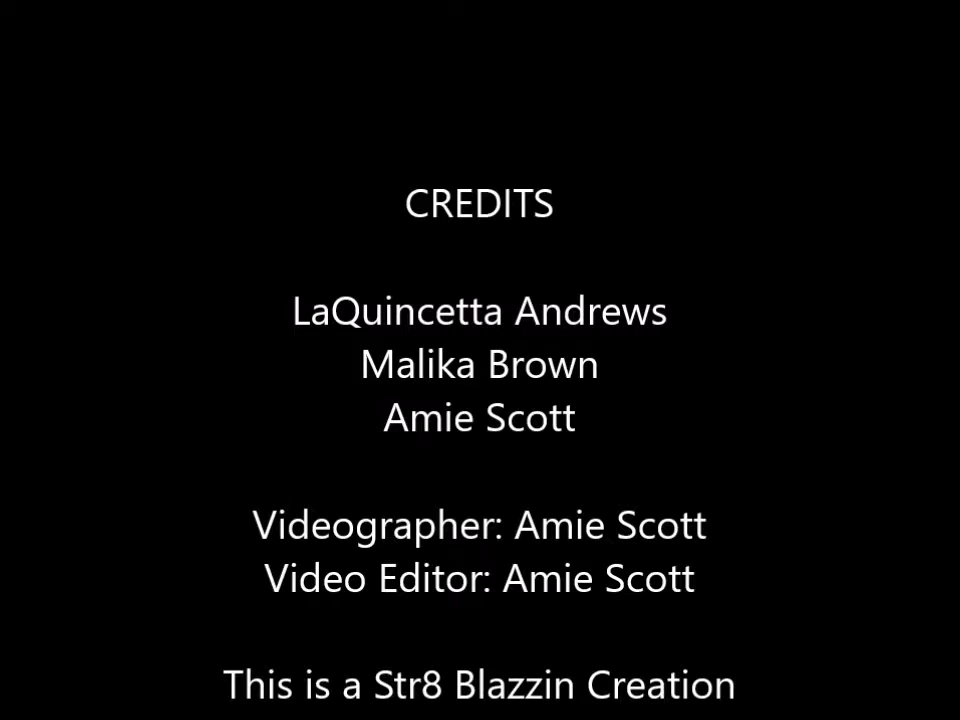 CREDITS
LaQuincetta Andrews
Malika Brown
Amie Scott
Videographer: Amie Scott
Video Editor: Amie Scott
This is a Str8 Blazzin Creation